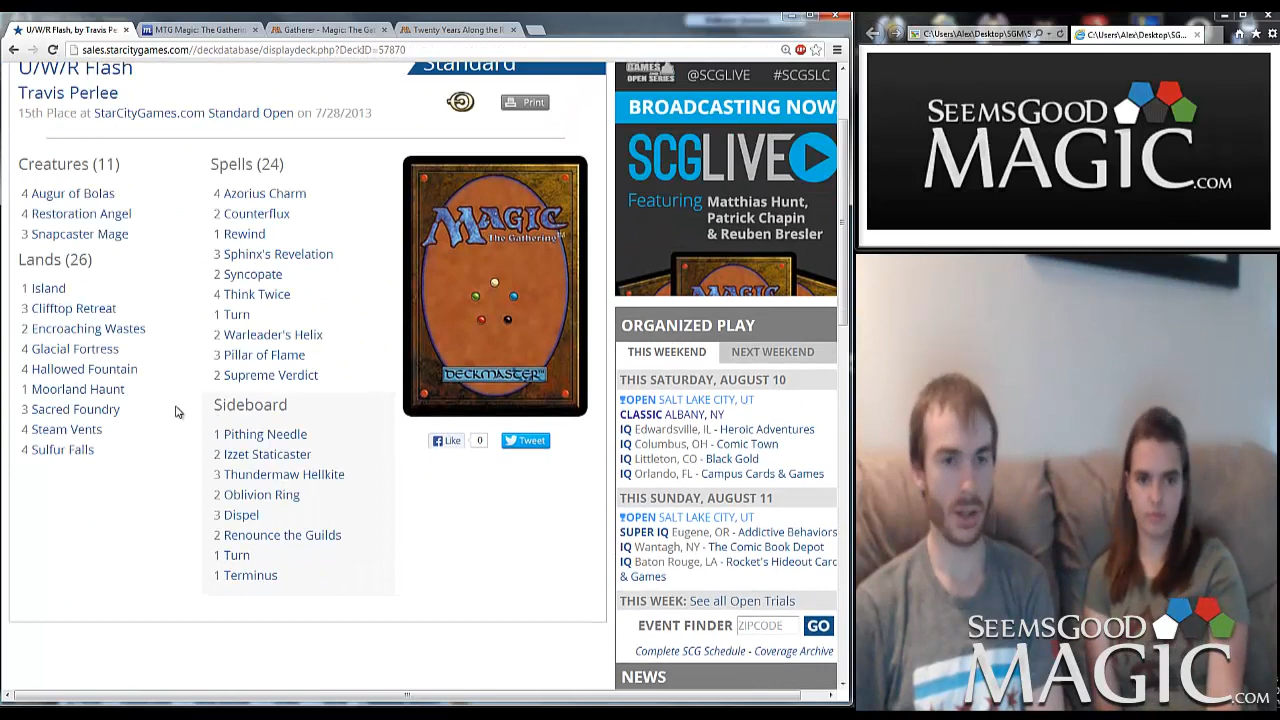 U/W/R Flash, by Travis Pe
MTG Magic: The Gatherin
Gatherer - Magic: The Gat
Twenty Years Along the R
sales.starcitygames.com//deckdatabase/displaydeck.php?DeckID=57870
U/W/R Flash
Standard
Travis Perlee
15th Place at StarCityGames.com Standard Open on 7/28/2013
Print
Creatures (11)
4 Augur of Bolas
4 Restoration Angel
3 Snapcaster Mage
Lands (26)
1 Island
3 Clifftop Retreat
2 Encroaching Wastes
4 Glacial Fortress
4 Hallowed Fountain
1 Moorland Haunt
3 Sacred Foundry
4 Steam Vents
4 Sulfur Falls
Spells (24)
4 Azorius Charm
2 Counterflux
1 Rewind
3 Sphinx's Revelation
2 Syncopate
4 Think Twice
1 Turn
2 Warleader's Helix
3 Pillar of Flame
2 Supreme Verdict
Sideboard
1 Pithing Needle
2 Izzet Staticaster
3 Thundermaw Hellkite
2 Oblivion Ring
3 Dispel
2 Renounce the Guilds
1 Turn
1 Terminus
MAGIC
The Gathering
DECKMASTER
Like
0
Tweet
GAMES
OPEN SERIES
@SCGLIVE
#SCGSLC
BROADCASTING NOW
SCGLIVE
Featuring
Matthias Hunt,
Patrick Chapin
& Reuben Bresler
MAGIC
ORGANIZED PLAY
THIS WEEKEND
NEXT WEEKEND
THIS SATURDAY, AUGUST 10
OPEN SALT LAKE CITY, UT
CLASSIC ALBANY, NY
IQ Edwardsville, IL - Heroic Adventures
IQ Columbus, OH - Comic Town
IQ Littleton, CO - Black Gold
IQ Orlando, FL - Campus Cards & Games
THIS SUNDAY, AUGUST 11
OPEN SALT LAKE CITY, UT
SUPER IQ Eugene, OR - Addictive Behaviors
IQ Wantagh, NY - The Comic Book Depot
IQ Baton Rouge, LA - Rocket's Hideout Card
& Games
THIS WEEK: See all Open Trials
EVENT FINDER
ZIPCODE
GO
Complete SCG Schedule - Coverage Archive
NEWS
C:\Users\Alex\Desktop\SGM\S
C:\Users\Alex\Desktop\SG...
SEEMSGOOD
MAGIC.COM
SEEMSGOOD
MAGIC.COM